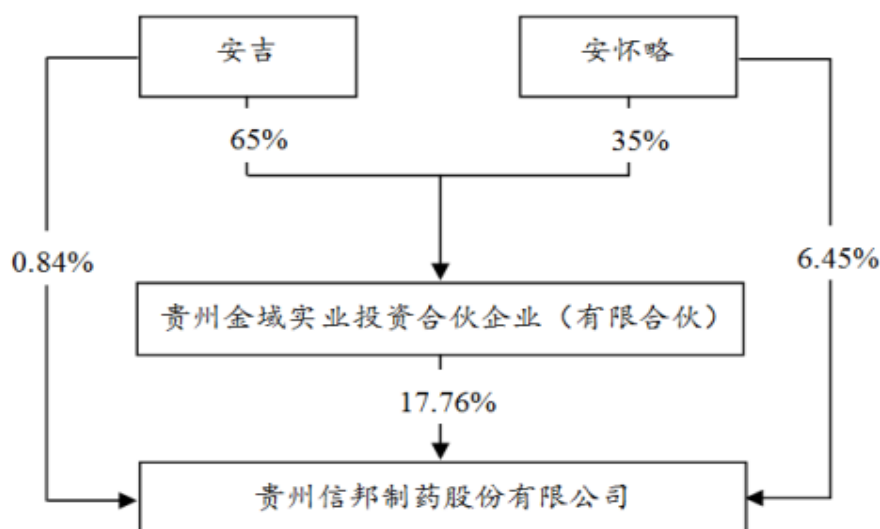 安吉
安怀略
65%
35%
0.84%
6.45%
贵州金域实业投资合伙企业（有限合伙）
17.76%
贵州信邦制药股份有限公司